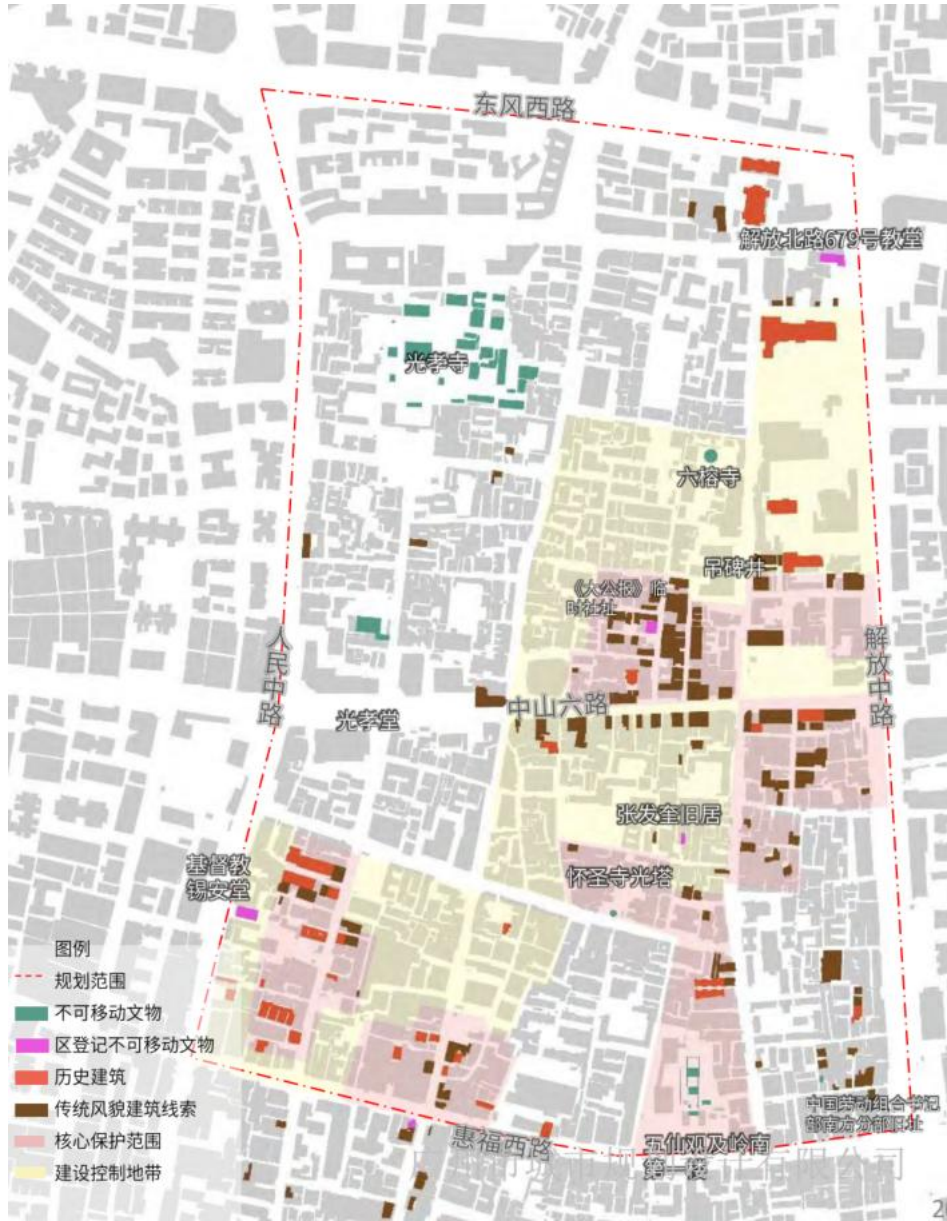 东风西路
解放北路679号教堂
光孝寺
六榕寺
吊碑井
《大公报》临
时社址
人民中路
解放中路
中山六路
光孝堂
张发奎旧居
基督教
锡安堂
怀圣寺光塔
图例
规划范围
不可移动文物
区登记不可移动文物
历史建筑
传统风貌建筑线索
核心保护范围
建设控制地带
中国劳动组合书记
部南方分部旧址
惠福西路
五仙观及岭南
第一楼
有限公司
2